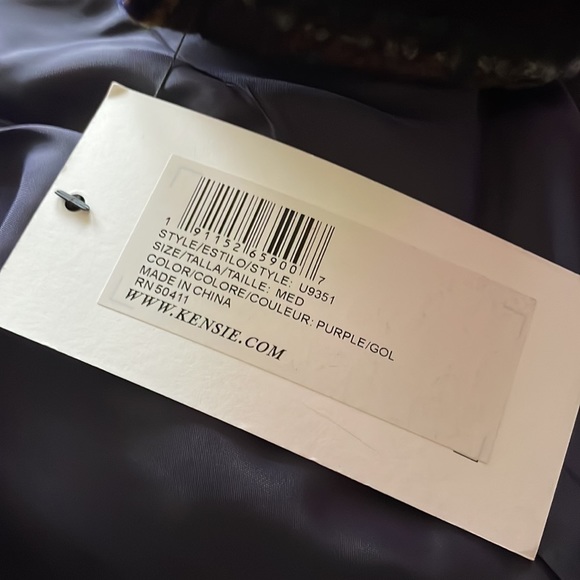 1 91152 65900 7
STYLE/ESTILO/STYLE: U9351
SIZE/TALLA/TAILLE: MED
COLOR/COLORE/COULEUR: PURPLE/GOL
MADE IN CHINA
RN 50411
WWW.KENSIE.COM